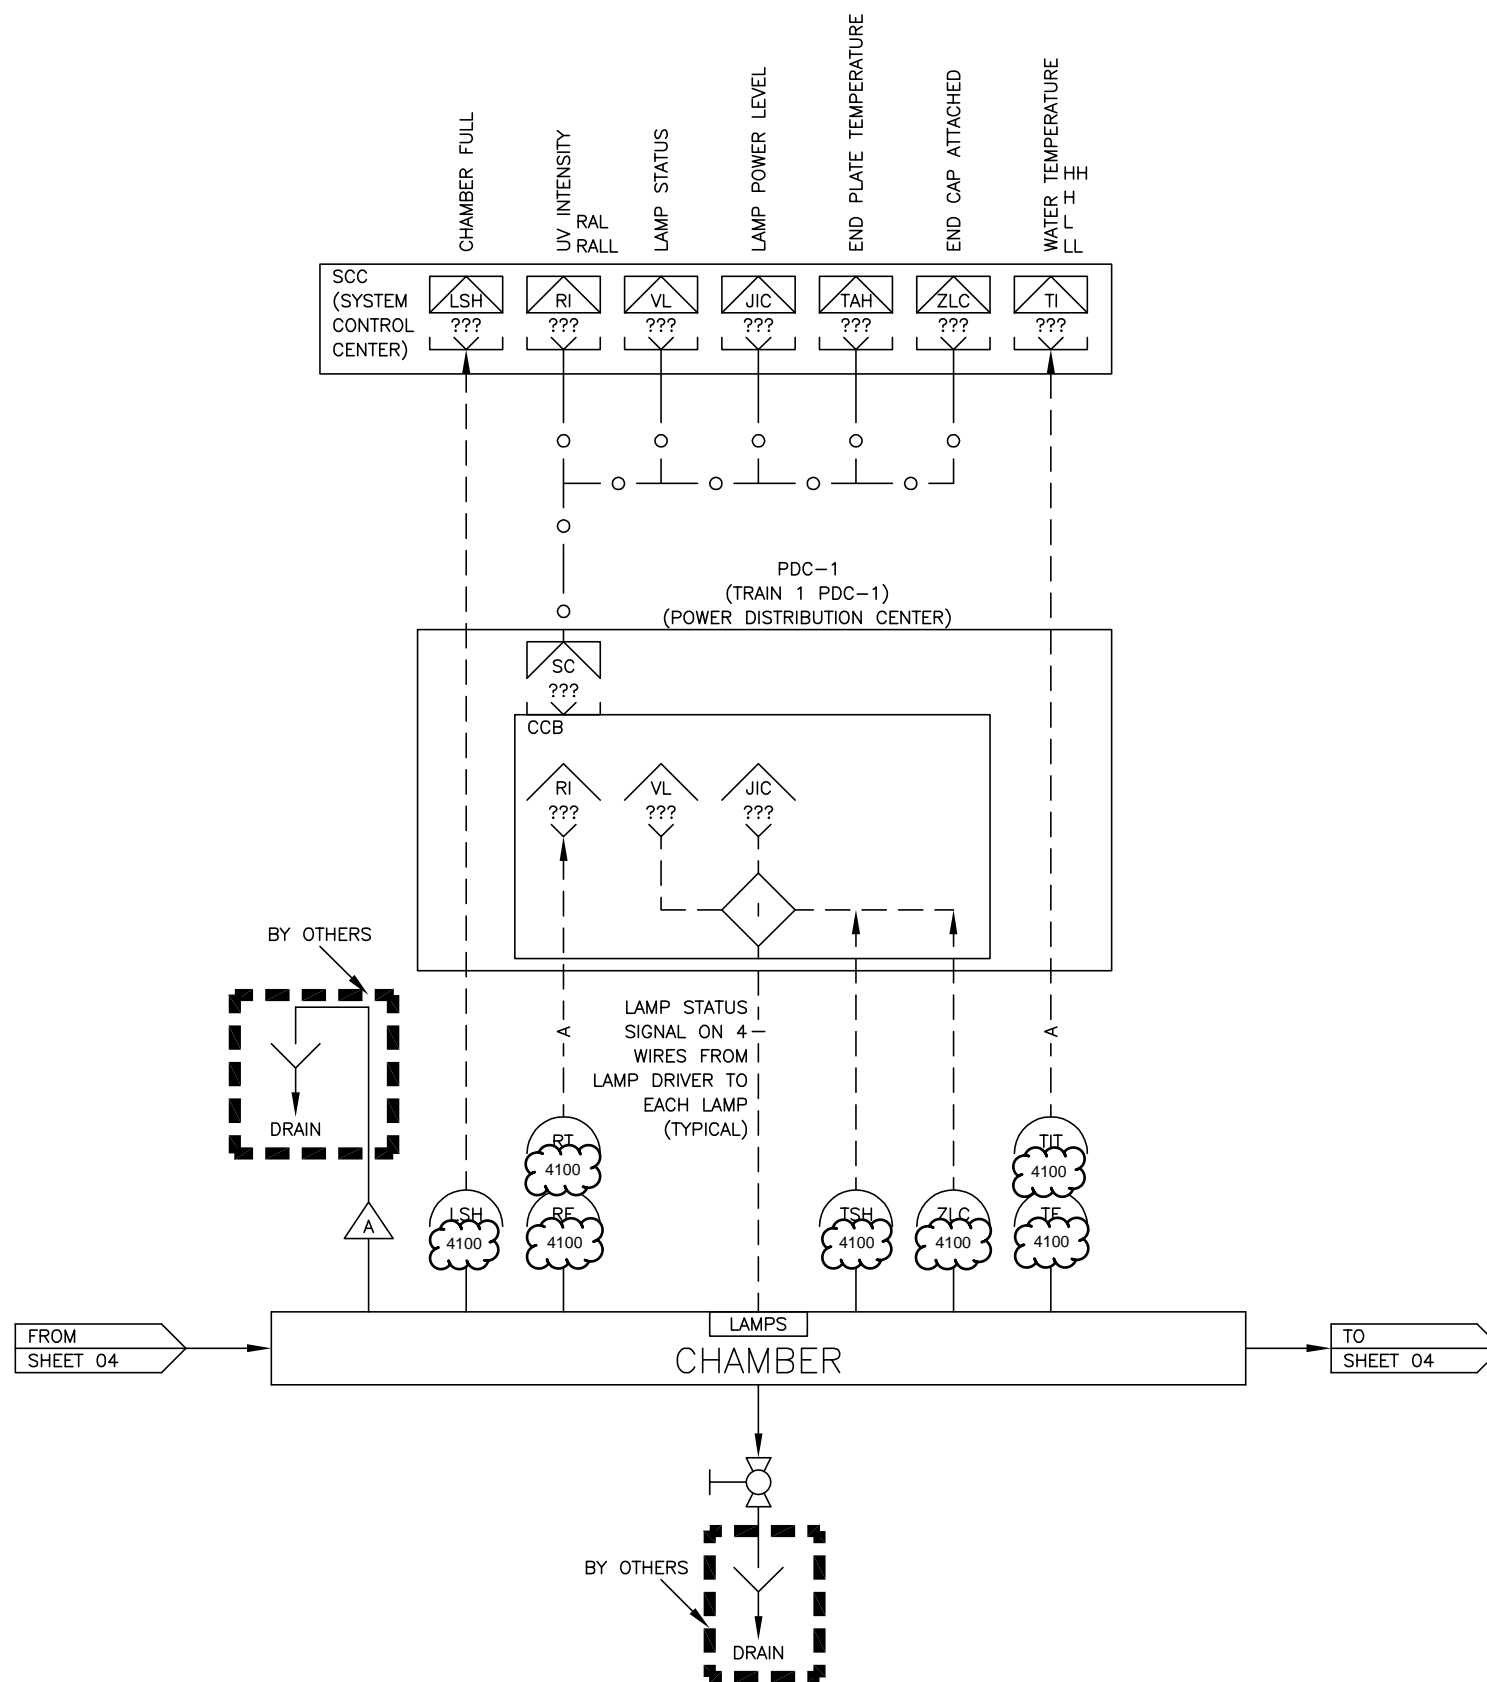 CHAMBER FULL
UV INTENSITY
RAL
RALL
LAMP STATUS
LAMP POWER LEVEL
END PLATE TEMPERATURE
END CAP ATTACHED
WATER TEMPERATURE
HH
H
L
LL
SCC
(SYSTEM
CONTROL
CENTER)
LSH
???
RI
???
VL
???
JIC
???
TAH
???
ZLC
???
TI
???
PDC-1
(TRAIN 1 PDC-1)
(POWER DISTRIBUTION CENTER)
SC
???
CCB
RI
???
VL
???
JIC
???
I
BY OTHERS
DRAIN
A
LAMP STATUS
SIGNAL ON 4
WIRES FROM
LAMP DRIVER TO
EACH LAMP
(TYPICAL)
A
A
RT
4100
TIT
4100
LSH
4100
RE
4100
TSH
4100
ZLC
4100
TE
4100
FROM
SHEET 04
LAMPS
CHAMBER
TO
SHEET 04
BY OTHERS
DRAIN